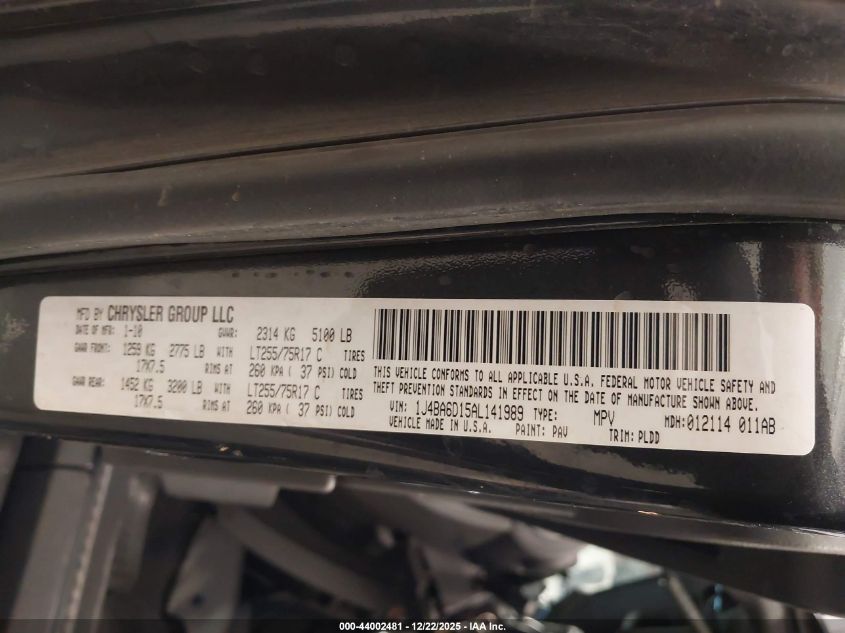 MFD BY CHRYSLER GROUP LLC
DATE OF MFR: 1-10 GVWR: 2314 KG 5100 LB
GAWR FRONT: 1259 KG 2775 LB WITH LT255/75R17 C TIRES
17X7.5 RIMS AT 260 KPA ( 37 PSI) COLD
GAWR REAR: 1452 KG 3200 LB WITH LT255/75R17 C TIRES
17X7.5 RIMS AT 260 KPA ( 37 PSI) COLD
THIS VEHICLE CONFORMS TO ALL APPLICABLE U.S.A. FEDERAL MOTOR VEHICLE SAFETY AND
THEFT PREVENTION STANDARDS IN EFFECT ON THE DATE OF MANUFACTURE SHOWN ABOVE.
VIN: 1J4BA6D15AL141989 TYPE: MPV MDH: 012114 011AB
VEHICLE MADE IN U.S.A. PAINT: PAV TRIM: PLDD
000-44002481 - 12/22/2025 - IAA Inc.